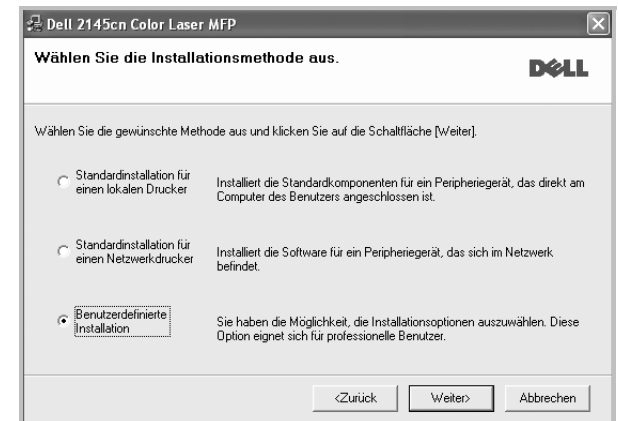 Dell 2145cn Color Laser MFP
Wählen Sie die Installationsmethode aus.
DELL
Wählen Sie die gewünschte Methode aus und klicken Sie auf die Schaltfläche [Weiter].
Standardinstallation für
einen lokalen Drucker
Installiert die Standardkomponenten für ein Peripheriegerät, das direkt am
Computer des Benutzers angeschlossen ist.
Standardinstallation für
einen Netzwerkdrucker
Installiert die Software für ein Peripheriegerät, das sich im Netzwerk
befindet.
Benutzerdefinierte
Installation
Sie haben die Möglichkeit, die Installationsoptionen auszuwählen. Diese
Option eignet sich für professionelle Benutzer.
<Zurück
Weiter>
Abbrechen